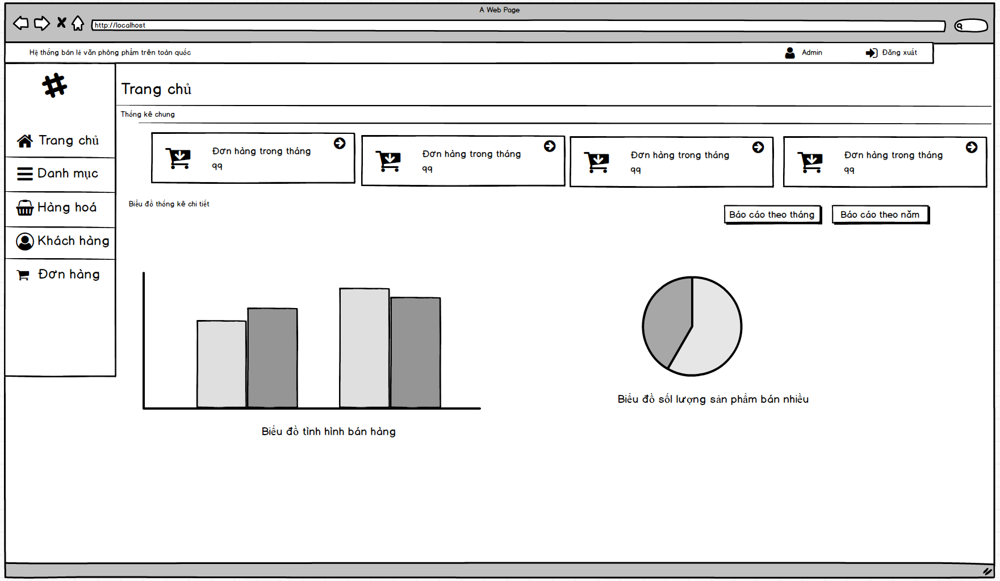 A Web Page
http://localhost
Hệ thống bán lẻ văn phòng phẩm trên toàn quốc
Admin
Đăng xuất
Trang chủ
Thống kê chung
Trang chủ
Danh mục
Hàng hoá
Khách hàng
Đơn hàng
Đơn hàng trong tháng
99
Đơn hàng trong tháng
99
Đơn hàng trong tháng
99
Đơn hàng trong tháng
99
Biểu đồ thống kê chi tiết
Báo cáo theo tháng
Báo cáo theo năm
Biểu đồ sốl lượng sản phẩm bán nhiều
Biểu đồ tình hình bán hàng